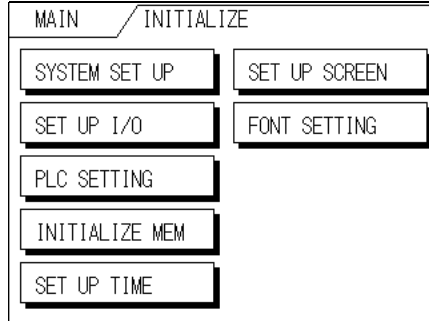 MAIN / INITIALIZE
SYSTEM SET UP
SET UP SCREEN
SET UP I/O
FONT SETTING
PLC SETTING
INITIALIZE MEM
SET UP TIME